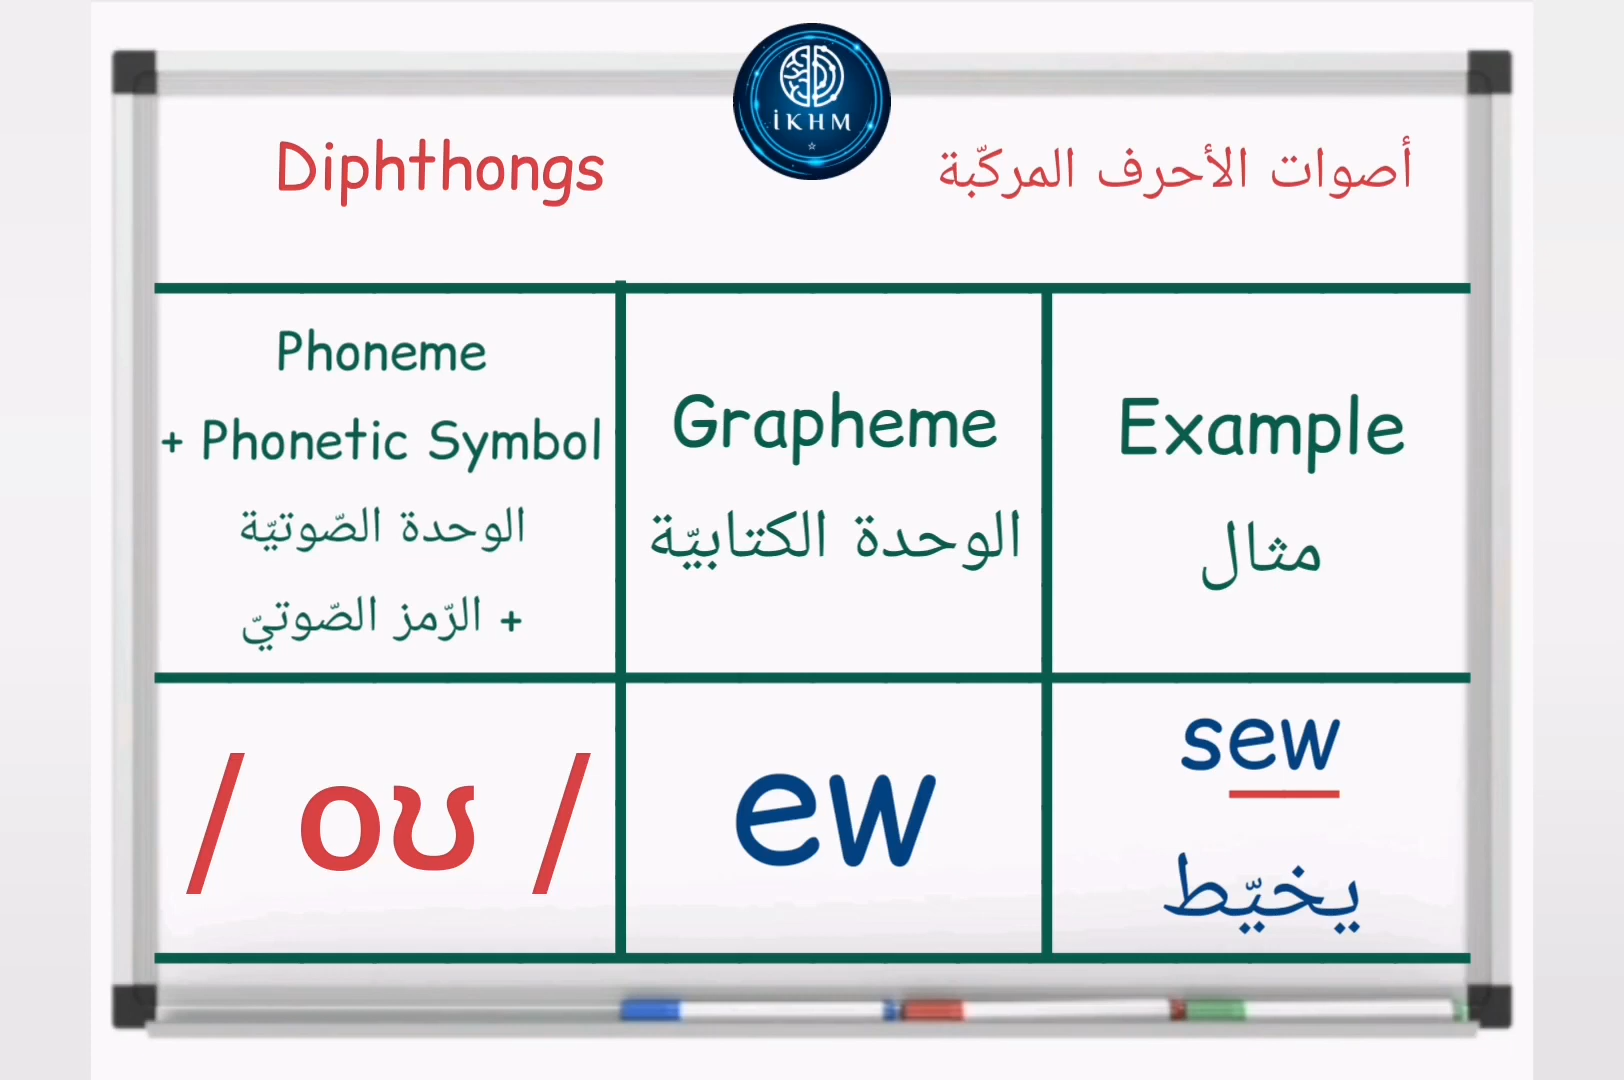 İKHM
Diphthongs
أصوات الأحرف المركّبة
Phoneme
+ Phonetic Symbol
الوحدة الصّوتيّة
+ الرّمز الصّوتيّ
Grapheme
الوحدة الكتابيّة
Example
مثال
/ oʊ /
ew
sew
يخيّط